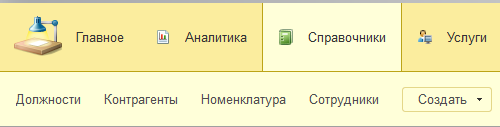 Главное Аналитика Справочники Услуги
Должности Контрагенты Номенклатура Сотрудники Создать